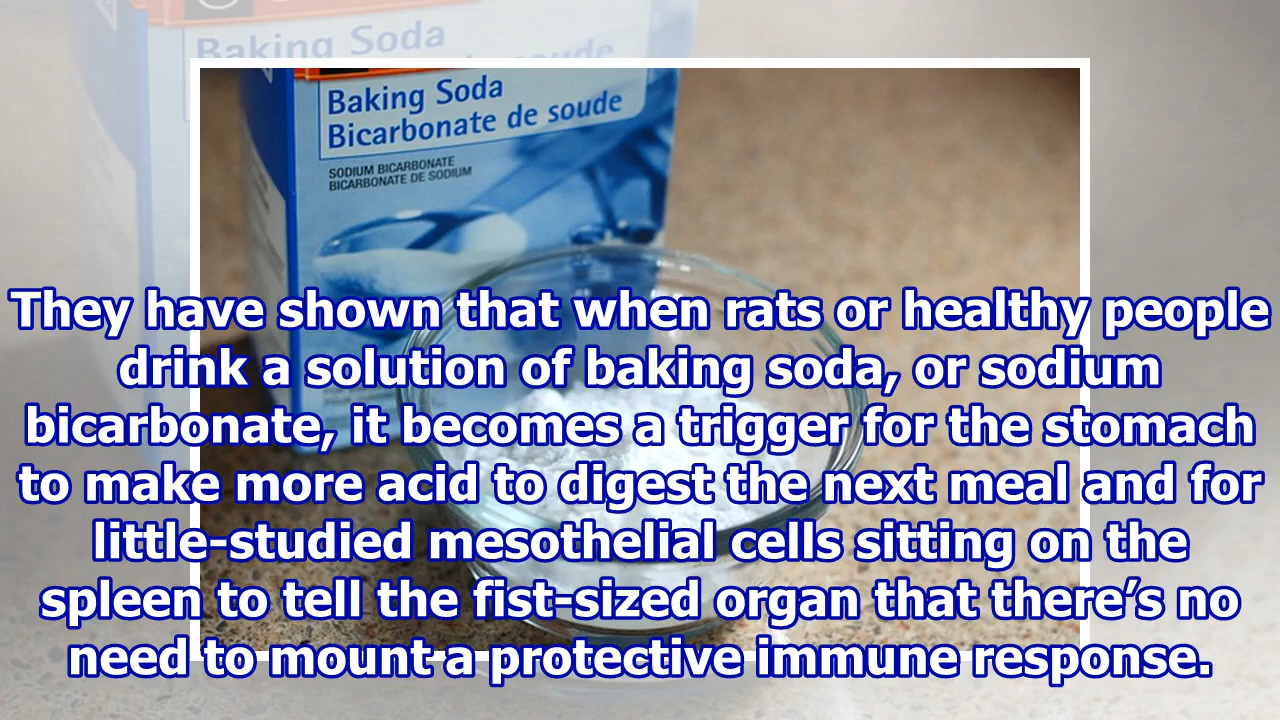 Baking Soda
soude
Baking Soda
Bicarbonate de soude
SODIUM BICARBONATE
BICARBONATE DE SODIUM
They have shown that when rats or healthy people
drink a solution of baking soda, or sodium
bicarbonate, it becomes a trigger for the stomach
to make more acid to digest the next meal and for
little-studied mesothelial cells sitting on the
spleen to tell the fist-sized organ that there’s no
need to mount a protective immune response.